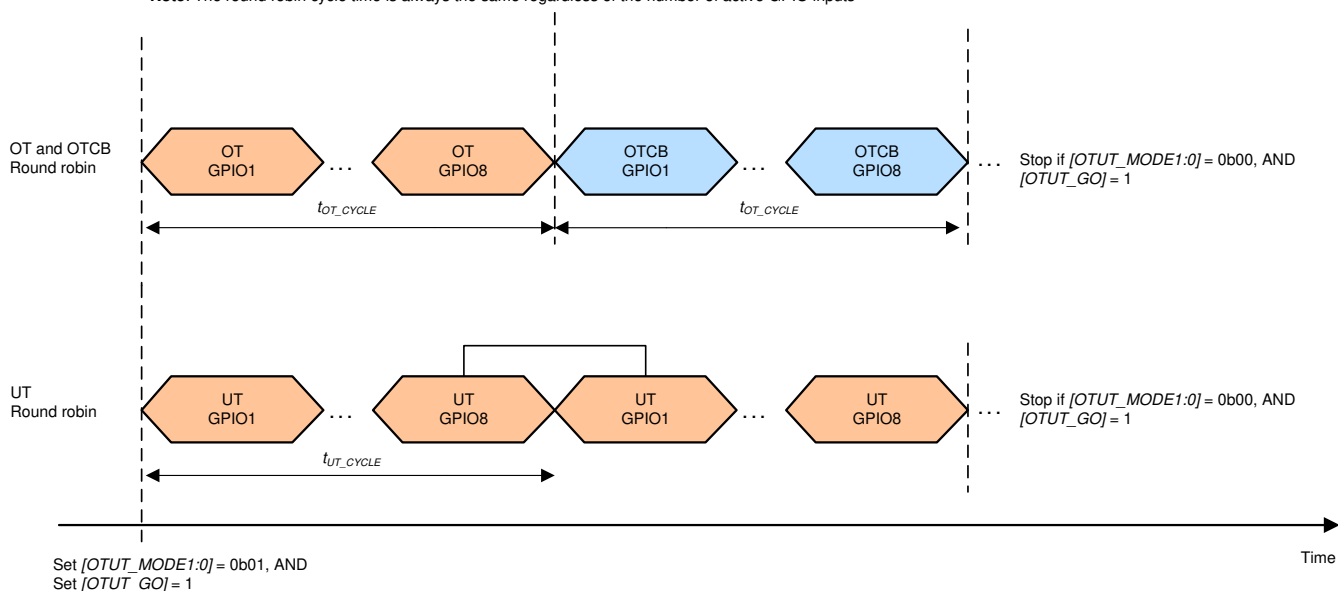 Note: The round robin cycle time is always the same regardless of the number of active GPIO inputs
OT and OTCB
Round robin
OT
GPIO1
...
OT
GPIO8
OTCB
GPIO1
...
OTCB
GPIO8
...
Stop if [OTUT_MODE1:0] = 0b00, AND
[OTUT_GO] = 1
tOT_CYCLE
tOT_CYCLE
UT
Round robin
UT
GPIO1
...
UT
GPIO8
UT
GPIO1
...
UT
GPIO8
...
Stop if [OTUT_MODE1:0] = 0b00, AND
[OTUT_GO] = 1
tUT_CYCLE
Time
Set [OTUT_MODE1:0] = 0b01, AND
Set [OTUT_GO] = 1